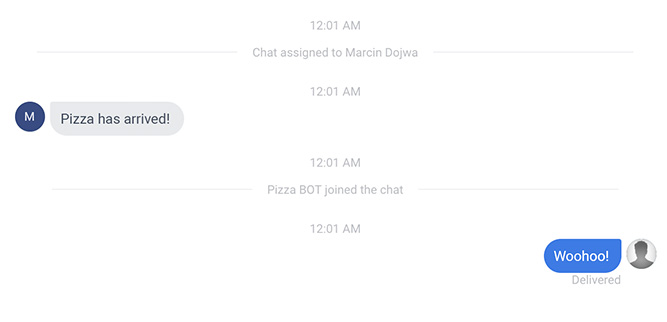 12:01 AM
Chat assigned to Marcin Dojwa
12:01 AM
M
Pizza has arrived!
12:01 AM
Pizza BOT joined the chat
12:01 AM
Woohoo!
Delivered